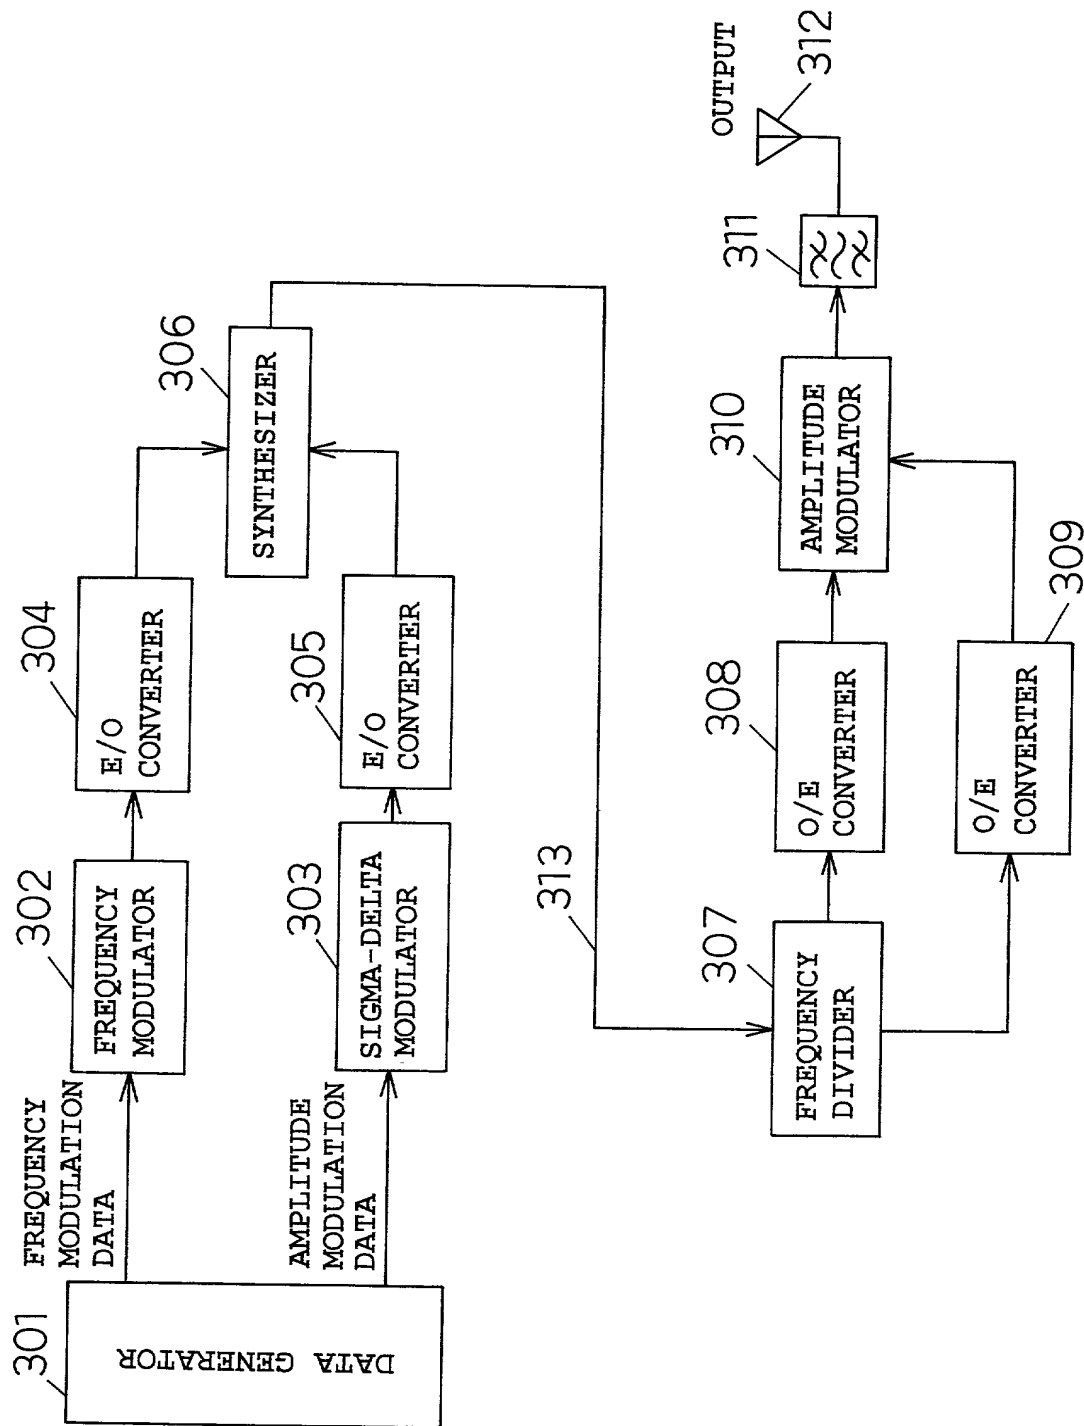 301
DATA GENERATOR
FREQUENCY
MODULATION
DATA
302
FREQUENCY
MODULATOR
304
E/O
CONVERTER
AMPLITUDE
MODULATION
DATA
303
SIGMA-DELTA
MODULATOR
305
E/O
CONVERTER
306
SYNTHESIZER
313
307
FREQUENCY
DIVIDER
308
O/E
CONVERTER
O/E
CONVERTER
309
310
AMPLITUDE
MODULATOR
311
OUTPUT
312